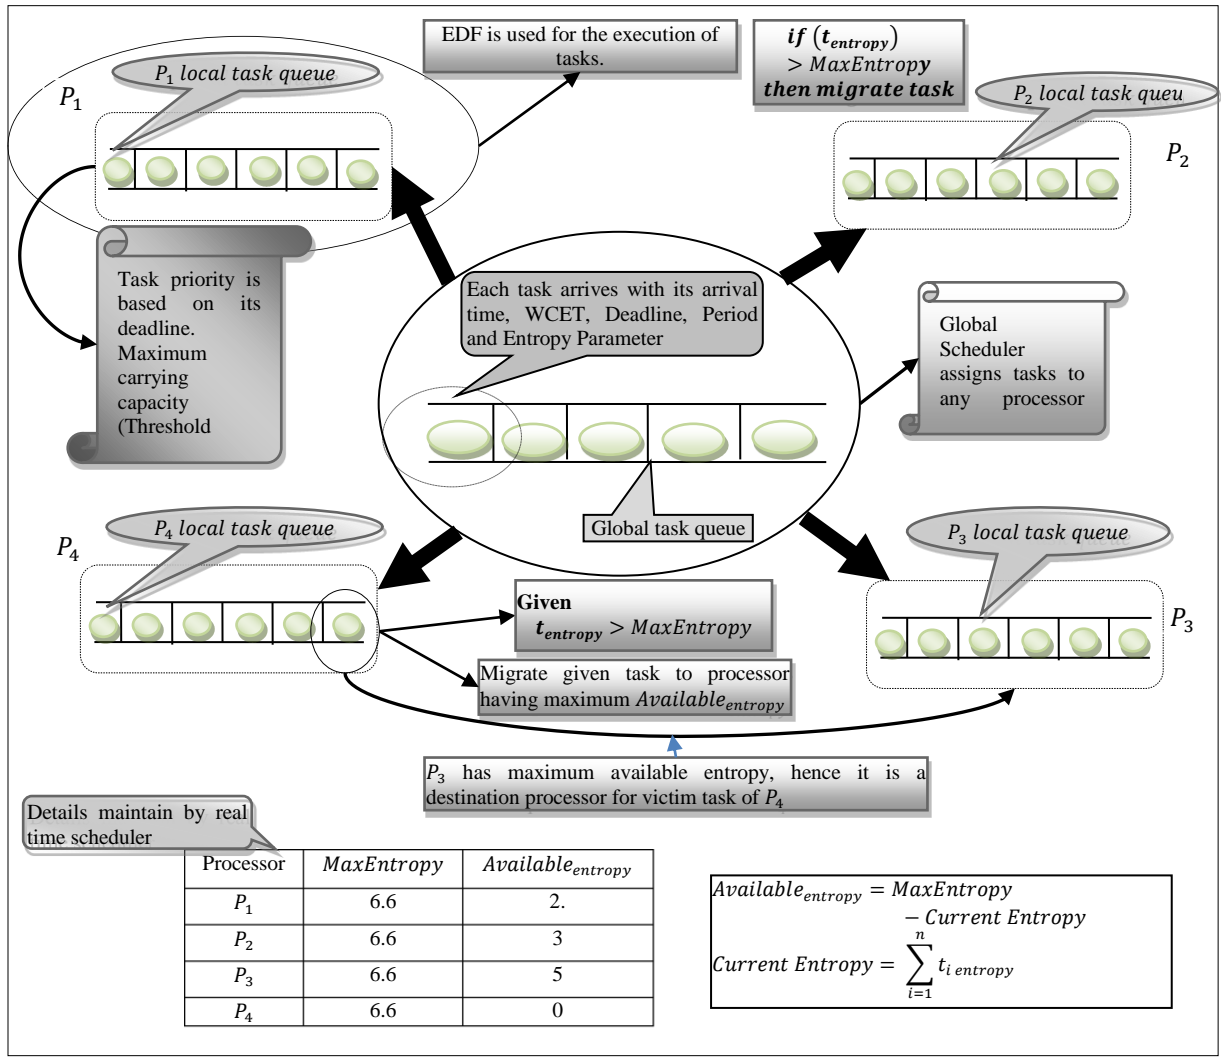 EDF is used for the execution of
tasks.
if (t_entropy)
> MaxEntropy
then migrate task
P_1 local task queue
P_1
P_2 local task queu
P_2
Task priority is
based on its
deadline.
Maximum
carrying
capacity
(Threshold
Each task arrives with its arrival
time, WCET, Deadline, Period
and Entropy Parameter
Global
Scheduler
assigns tasks to
any processor
Global task queue
P_4 local task queue
P_4
P_3 local task queue
P_3
Given
t_entropy > MaxEntropy
Migrate given task to processor
having maximum Available_entropy
P_3 has maximum available entropy, hence it is a
destination processor for victim task of P_4
Details maintain by real
time scheduler
Processor MaxEntropy Available_entropy
P_1 6.6 2.
P_2 6.6 3
P_3 6.6 5
P_4 6.6 0
Available_entropy = MaxEntropy
− Current Entropy
Current Entropy = ∑_{i=1}^{n} t_{i entropy}